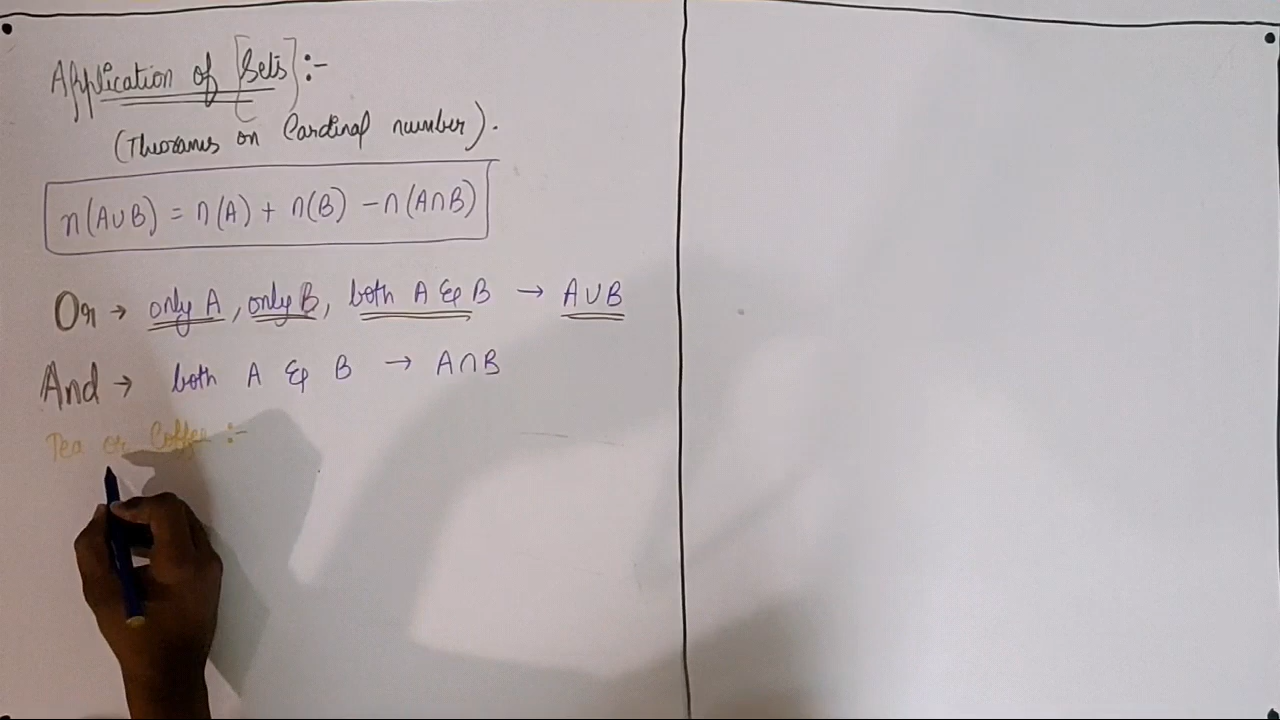 Application of [Sets] :-
(Theorems on Cardinal number).
n(A∪B) = n(A) + n(B) - n(A∩B)
Or → only A, only B, both A & B → A∪B
And → both A & B → A∩B
Tea or Coffee :-